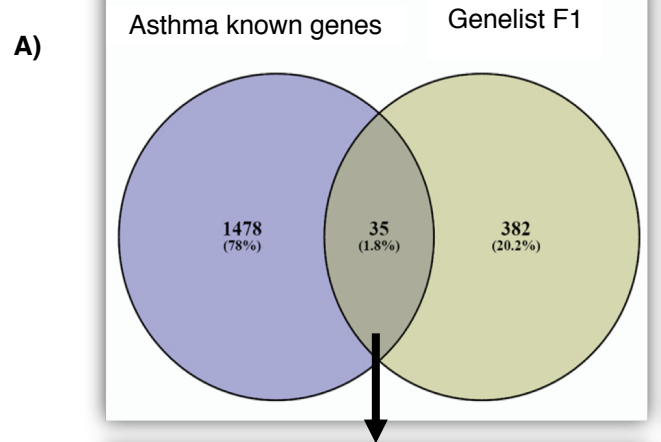 A)
Asthma known genes
Genelist F1
1478
(78%)
35
(1.8%)
382
(20.2%)